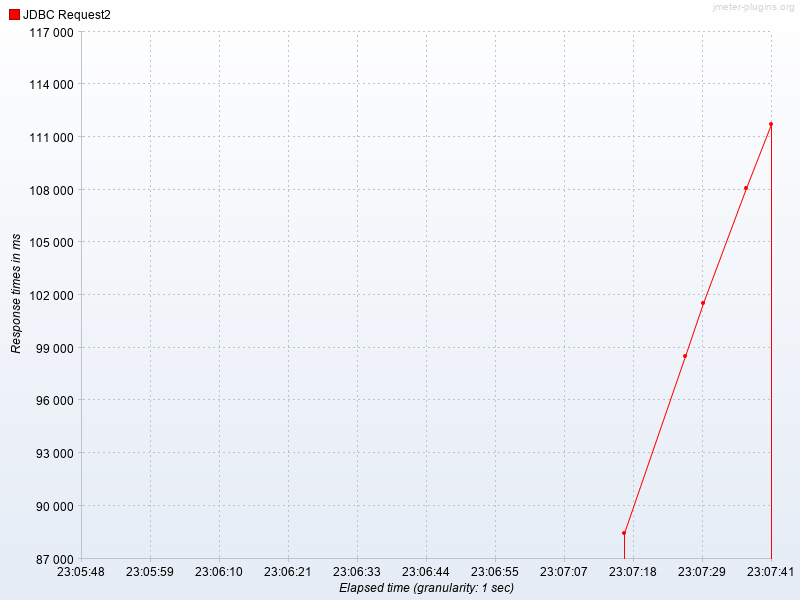 jmeter-plugins.org
JDBC Request2
117 000
114 000
111 000
108 000
105 000
102 000
99 000
96 000
93 000
90 000
87 000
Response times in ms
23:05:48 23:05:59 23:06:10 23:06:21 23:06:33 23:06:44 23:06:55 23:07:07 23:07:18 23:07:29 23:07:41
Elapsed time (granularity: 1 sec)